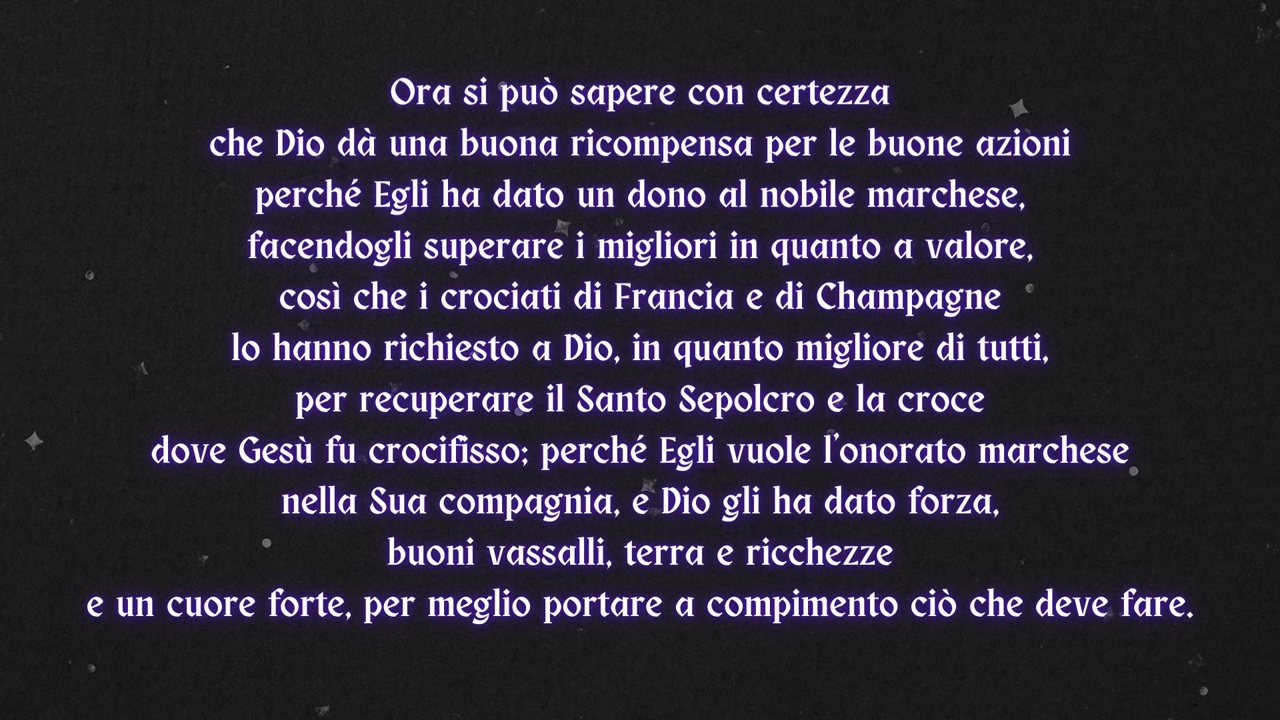 Ora si può sapere con certezza
che Dio dà una buona ricompensa per le buone azioni
perché Egli ha dato un dono al nobile marchese,
facendogli superare i migliori in quanto a valore,
così che i crociati di Francia e di Champagne
lo hanno richiesto a Dio, in quanto migliore di tutti,
per recuperare il Santo Sepolcro e la croce
dove Gesù fu crocifisso; perché Egli vuole l'onorato marchese
nella Sua compagnia, e Dio gli ha dato forza,
buoni vassalli, terra e ricchezze
e un cuore forte, per meglio portare a compimento ciò che deve fare.